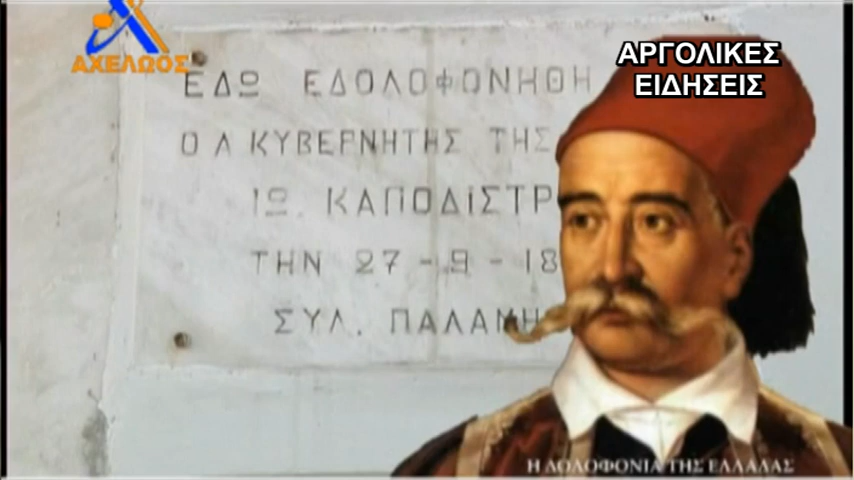 ΑΧΕΛΩΟΣ
ΑΡΓΟΛΙΚΕΣ
ΕΙΔΗΣΕΙΣ
ΕΔΩ ΕΔΟΛΟΦΟΝΗΘΗ
Ο Α ΚΥΒΕΡΝΗΤΗΣ ΤΗΣ
ΙΩ. ΚΑΠΟΔΙΣΤΡ
ΤΗΝ 27 - 9 - 18
ΣΥΛ. ΠΑΛΑΜΗ
Η ΔΟΛΟΦΟΝΙΑ ΤΗΣ ΕΛΛΑΔΑΣ